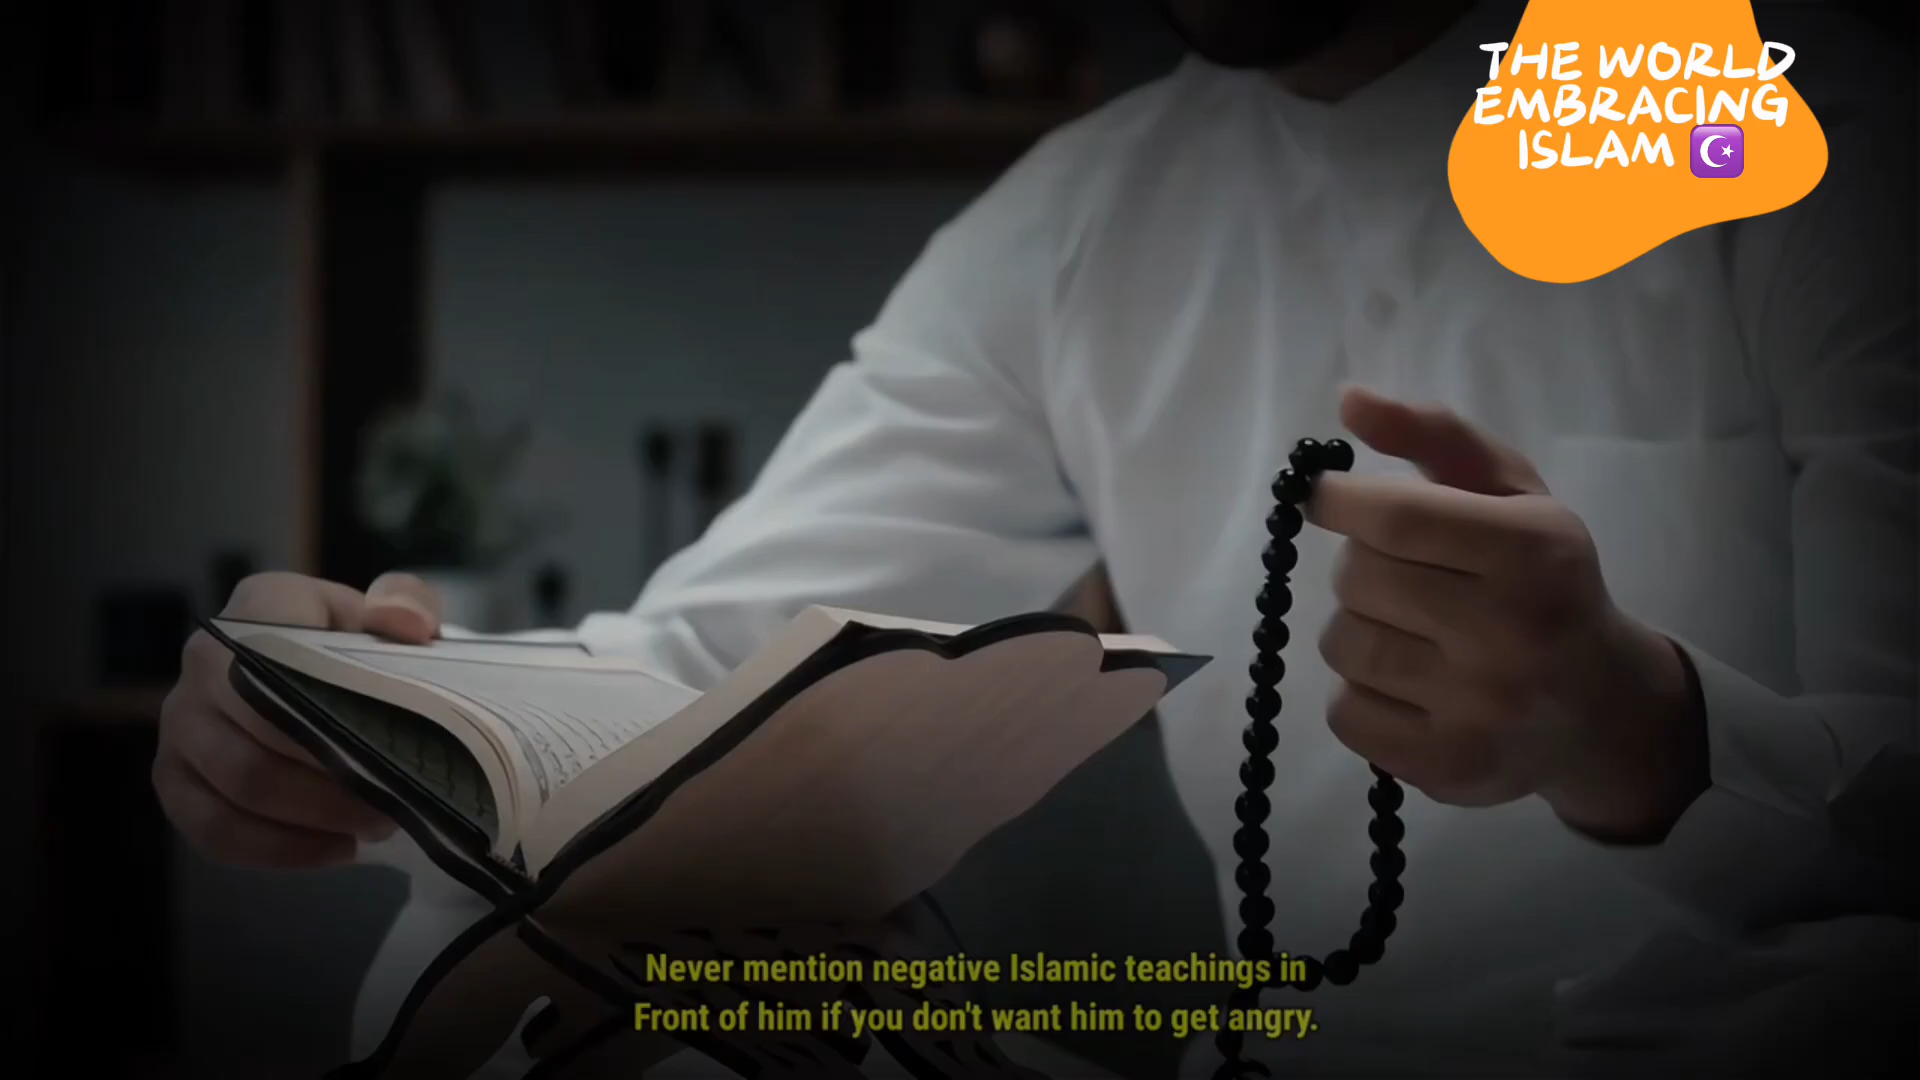 THE WORLD
EMBRACING
ISLAM ☪️
Never mention negative Islamic teachings in
Front of him if you don't want him to get angry.